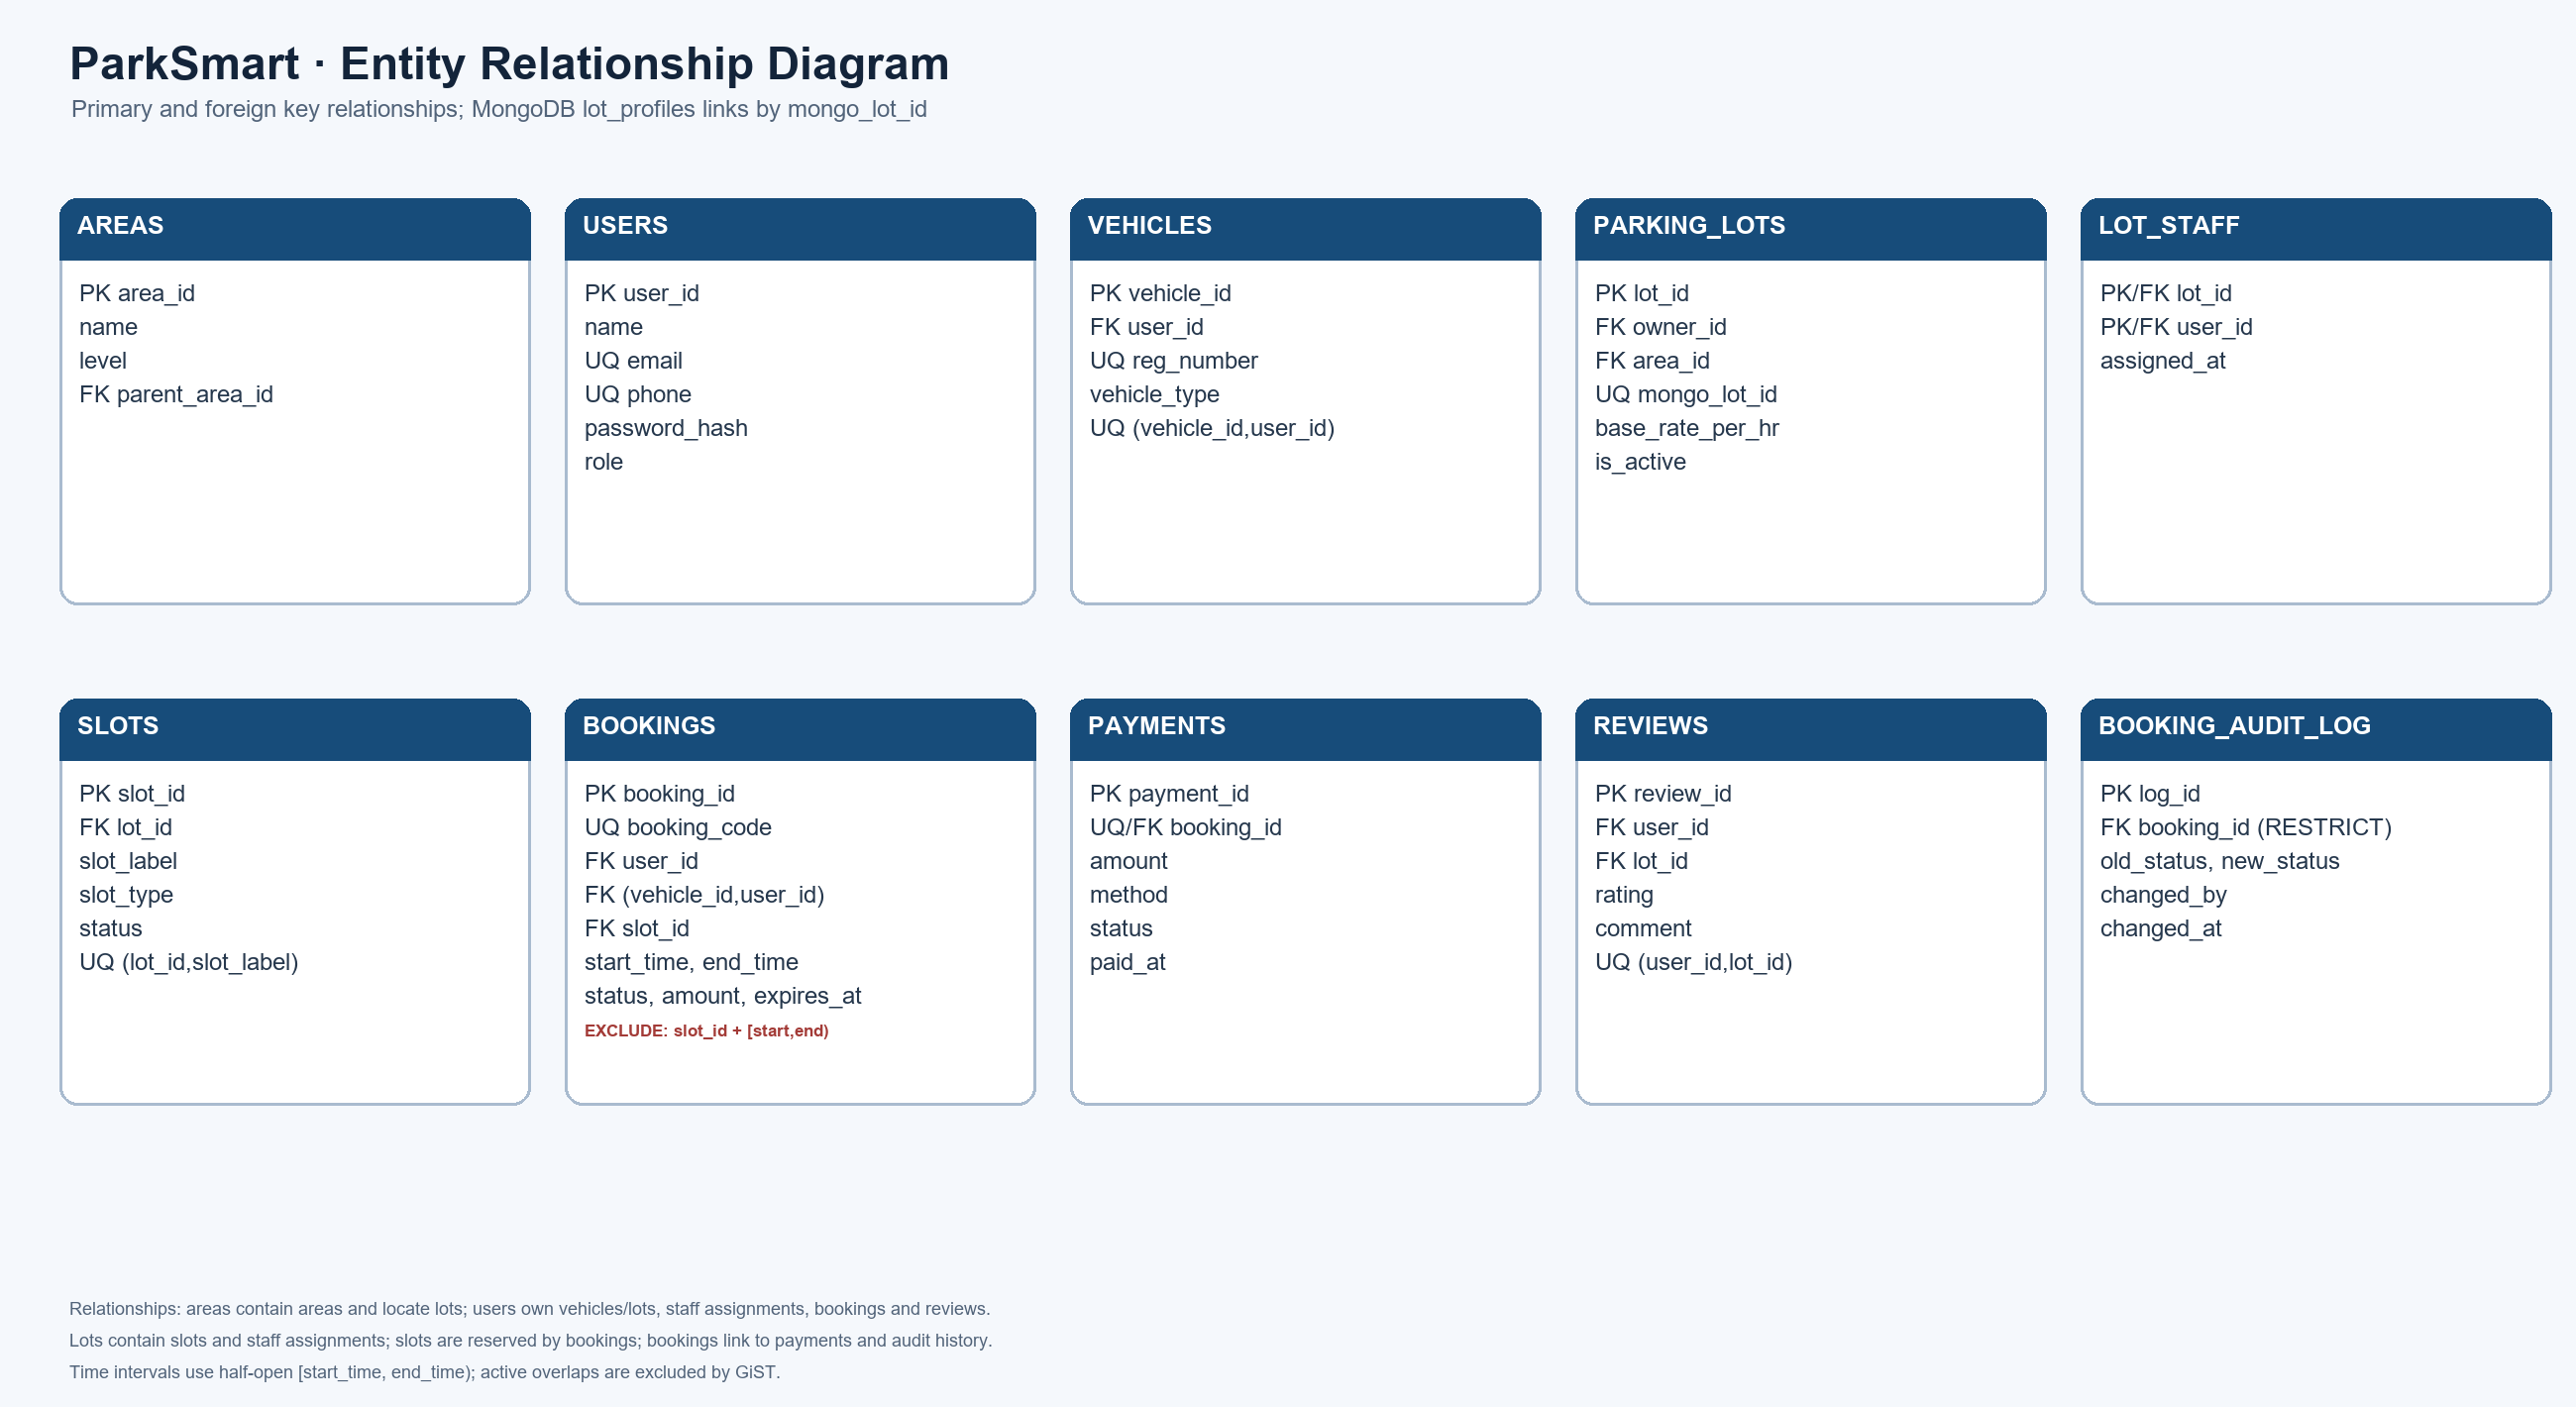 ParkSmart · Entity Relationship Diagram
Primary and foreign key relationships; MongoDB lot_profiles links by mongo_lot_id
AREAS
PK area_id
name
level
FK parent_area_id
USERS
PK user_id
name
UQ email
UQ phone
password_hash
role
VEHICLES
PK vehicle_id
FK user_id
UQ reg_number
vehicle_type
UQ (vehicle_id,user_id)
PARKING_LOTS
PK lot_id
FK owner_id
FK area_id
UQ mongo_lot_id
base_rate_per_hr
is_active
LOT_STAFF
PK/FK lot_id
PK/FK user_id
assigned_at
SLOTS
PK slot_id
FK lot_id
slot_label
slot_type
status
UQ (lot_id,slot_label)
BOOKINGS
PK booking_id
UQ booking_code
FK user_id
FK (vehicle_id,user_id)
FK slot_id
start_time, end_time
status, amount, expires_at
EXCLUDE: slot_id + [start,end)
PAYMENTS
PK payment_id
UQ/FK booking_id
amount
method
status
paid_at
REVIEWS
PK review_id
FK user_id
FK lot_id
rating
comment
UQ (user_id,lot_id)
BOOKING_AUDIT_LOG
PK log_id
FK booking_id (RESTRICT)
old_status, new_status
changed_by
changed_at
Relationships: areas contain areas and locate lots; users own vehicles/lots, staff assignments, bookings and reviews.
Lots contain slots and staff assignments; slots are reserved by bookings; bookings link to payments and audit history.
Time intervals use half-open [start_time, end_time); active overlaps are excluded by GiST.